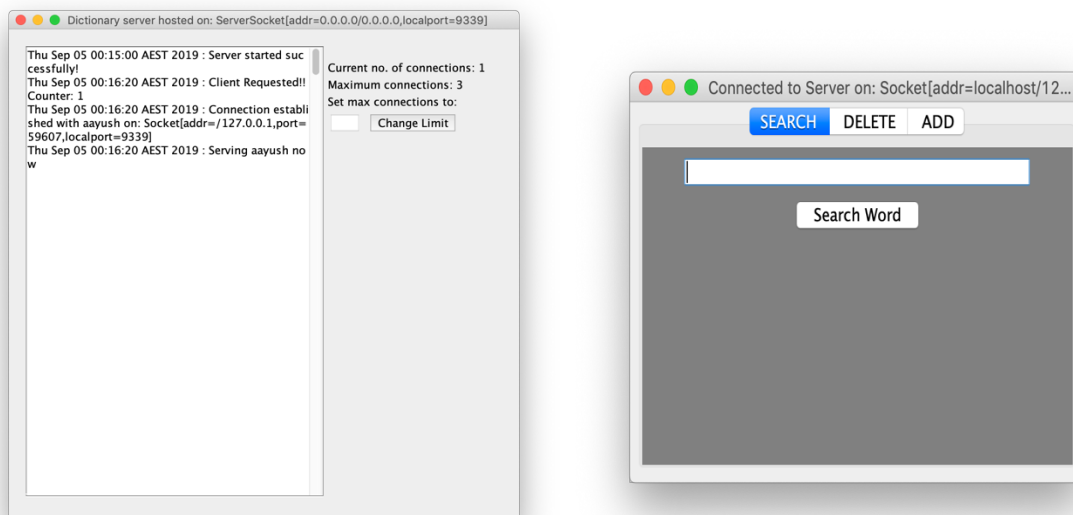 Dictionary server hosted on: ServerSocket[addr=0.0.0.0/0.0.0.0,localport=9339]
Thu Sep 05 00:15:00 AEST 2019 : Server started suc
cessfully!
Thu Sep 05 00:16:20 AEST 2019 : Client Requested!!
Counter: 1
Thu Sep 05 00:16:20 AEST 2019 : Connection establi
shed with aayush on: Socket[addr=/127.0.0.1,port=
59607,localport=9339]
Thu Sep 05 00:16:20 AEST 2019 : Serving aayush no
w
Current no. of connections: 1
Maximum connections: 3
Set max connections to:
Change Limit
Connected to Server on: Socket[addr=localhost/12...
SEARCH DELETE ADD
Search Word